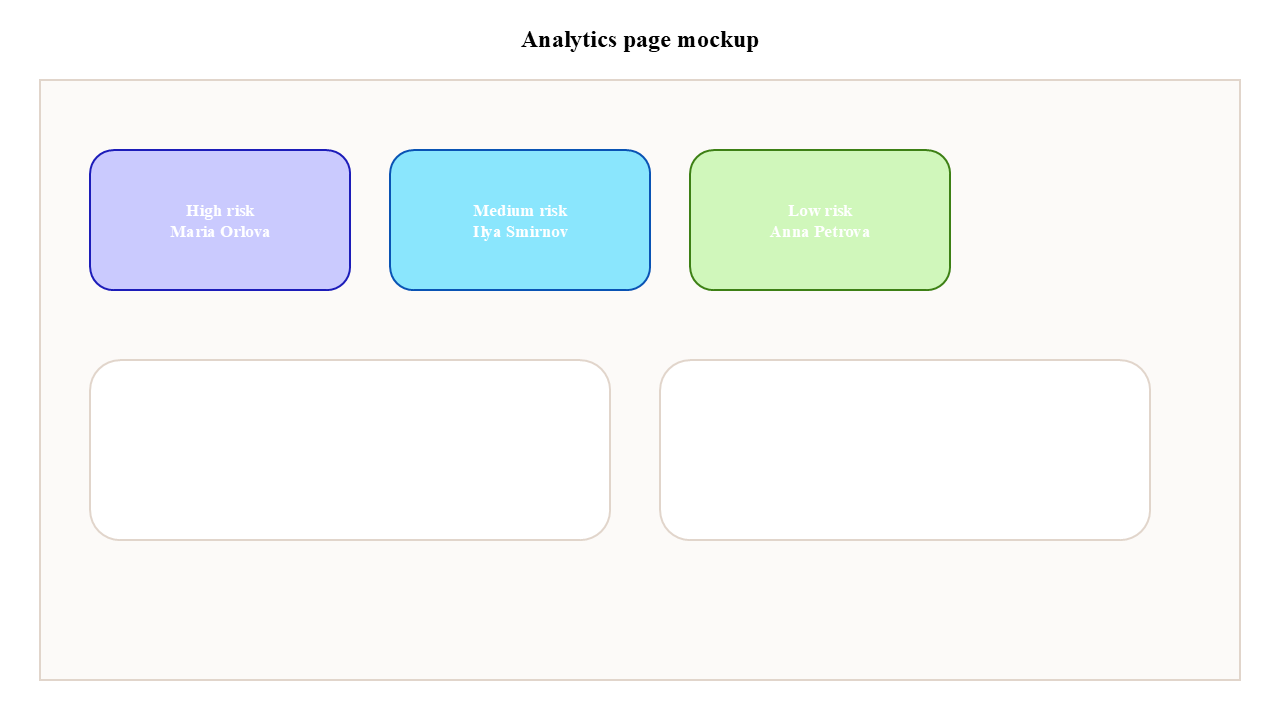 Analytics page mockup
High risk
Maria Orlova
Medium risk
Ilya Smirnov
Low risk
Anna Petrova